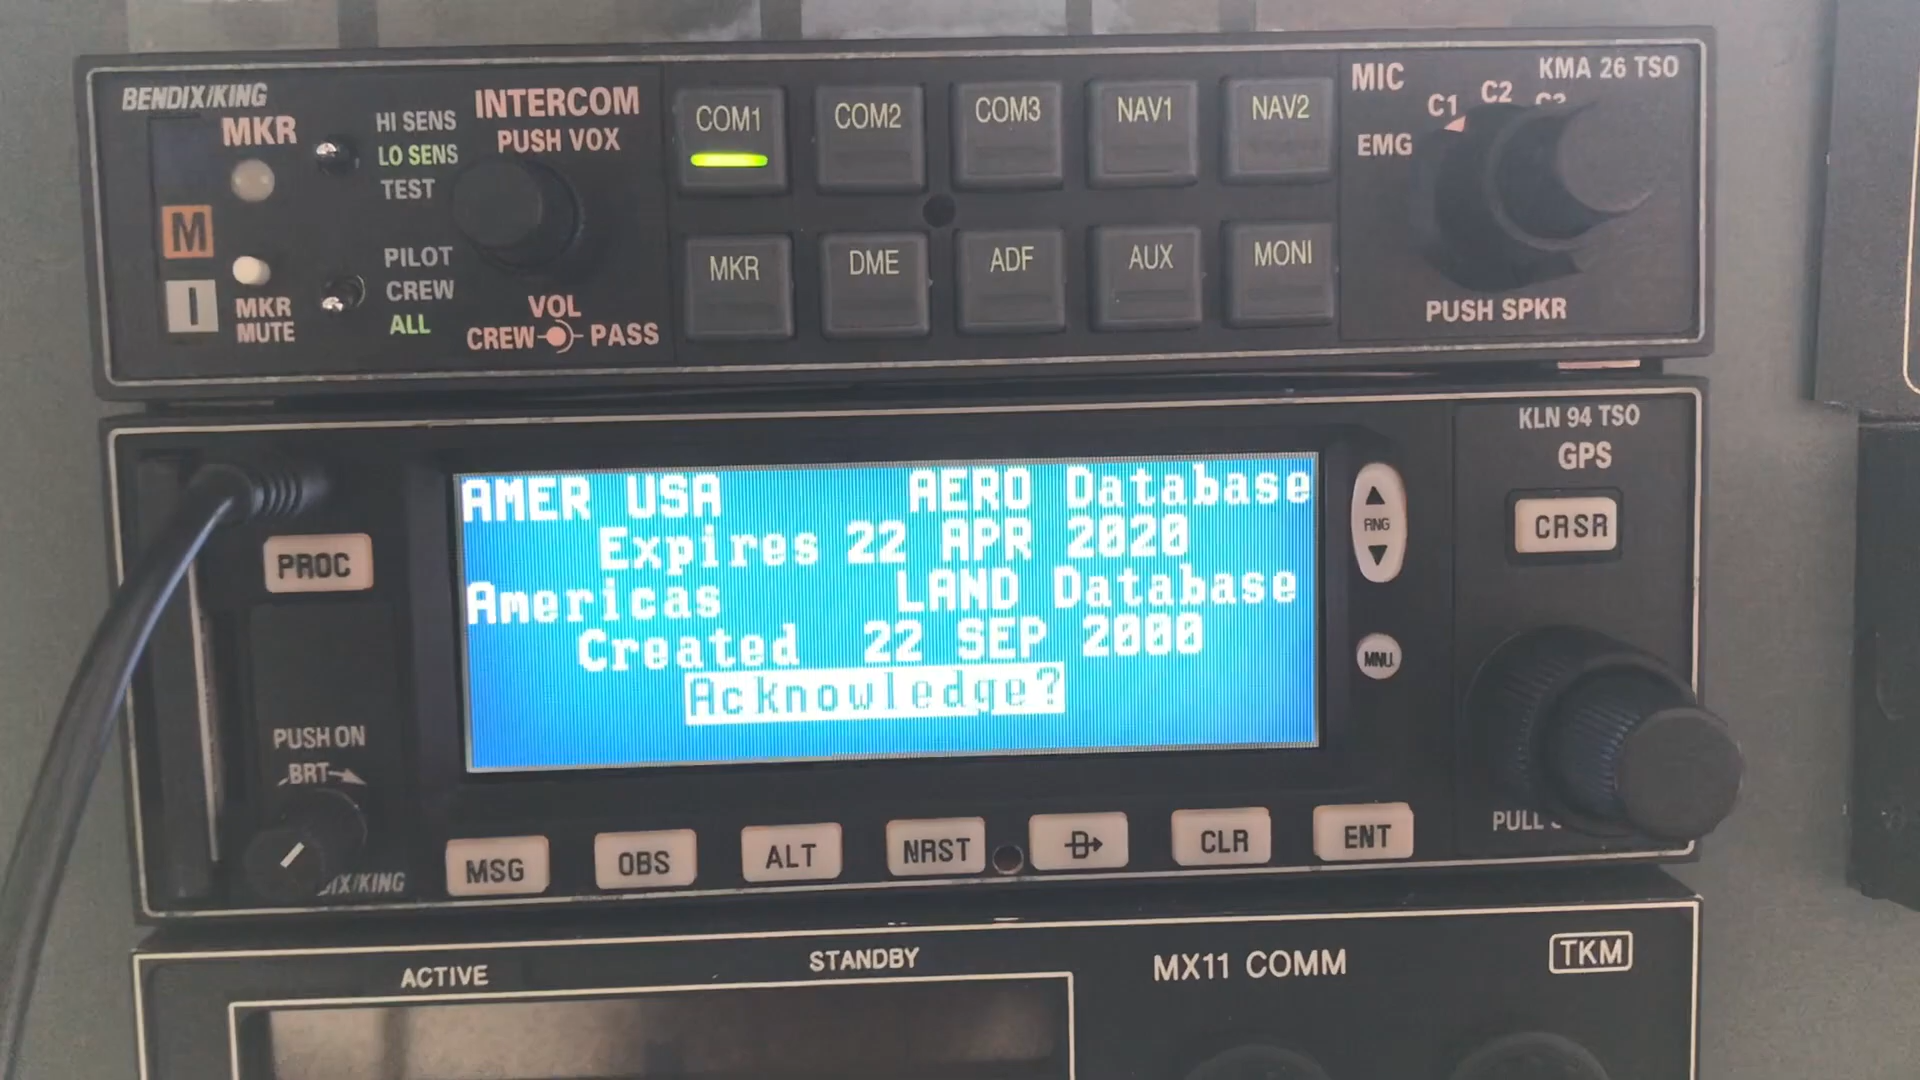 BENDIX/KING
MKR
HI SENS
LO SENS
TEST
INTERCOM
PUSH VOX
COM1
COM2
COM3
NAV1
NAV2
MIC
KMA 26 TSO
C1
C2
EMG
M
I
MKR
MUTE
PILOT
CREW
ALL
VOL
CREW
PASS
MKR
DME
ADF
AUX
MONI
PUSH SPKR
KLN 94 TSO
GPS
AMER USA AERO Database
Expires 22 APR 2020
Americas LAND Database
Created 22 SEP 2000
Acknowledge?
RNG
CRSR
PROC
MNU
PUSH ON
BRT
PULL
MSG
OBS
ALT
NRST
D
CLR
ENT
IX/KING
ACTIVE
STANDBY
MX11 COMM
TKM